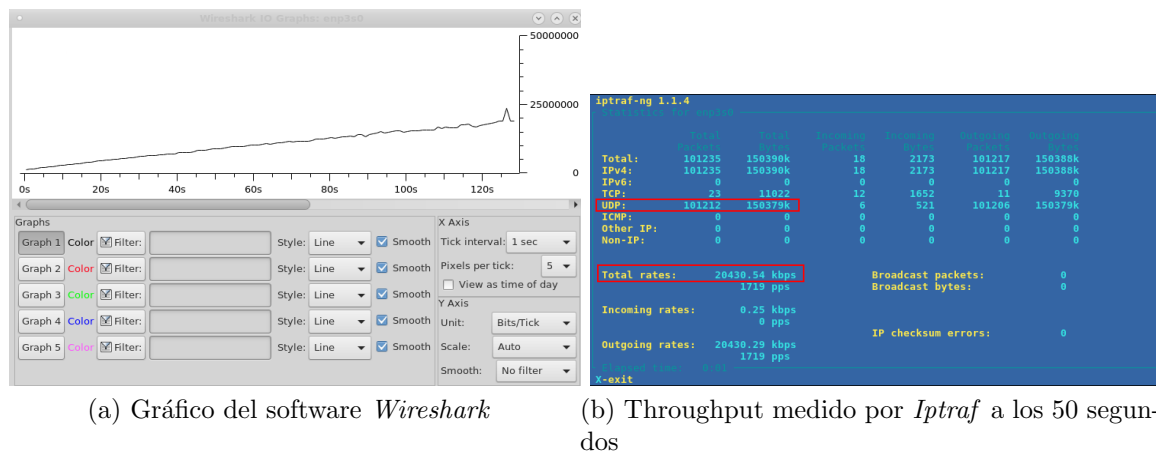 Wireshark IO Graphs: enp3s0
50000000
25000000
0
0s 20s 40s 60s 80s 100s 120s
Graphs
Graph 1 Color Filter: Style: Line Smooth
Graph 2 Color Filter: Style: Line Smooth
Graph 3 Color Filter: Style: Line Smooth
Graph 4 Color Filter: Style: Line Smooth
Graph 5 Color Filter: Style: Line Smooth
X Axis
Tick interval: 1 sec
Pixels per tick: 5
View as time of day
Y Axis
Unit: Bits/Tick
Scale: Auto
Smooth: No filter
(a) Gráfico del software Wireshark
iptraf-ng 1.1.4
Statistics for enp3s0
Total Total Incoming Incoming Outgoing Outgoing
Packets Bytes Packets Bytes Packets Bytes
Total: 101235 150390k 18 2173 101217 150388k
IPv4: 101235 150390k 18 2173 101217 150388k
IPv6: 0 0 0 0 0 0
TCP: 23 11022 12 1652 11 9370
UDP: 101212 150379k 6 521 101206 150379k
ICMP: 0 0 0 0 0 0
Other IP: 0 0 0 0 0 0
Non-IP: 0 0 0 0 0 0
Total rates: 20430.54 kbps Broadcast packets: 0
1719 pps Broadcast bytes: 0
Incoming rates: 0.25 kbps
0 pps
IP checksum errors: 0
Outgoing rates: 20430.29 kbps
1719 pps
Elapsed time 0:01
X-exit
(b) Throughput medido por Iptraf a los 50 segun-
dos